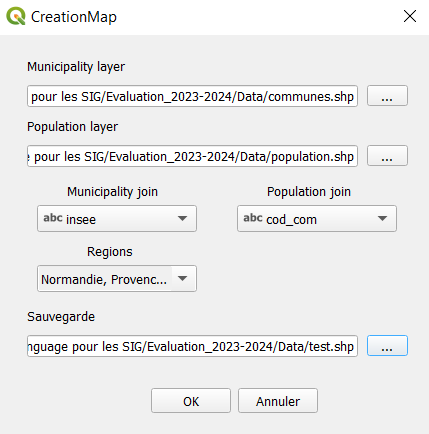 CreationMap
Municipality layer
pour les SIG/Evaluation_2023-2024/Data/communes.shp
...
Population layer
pour les SIG/Evaluation_2023-2024/Data/population.shp
...
Municipality join
Population join
abc insee
abc cod_com
Regions
Normandie, Provenc...
Sauvegarde
nguage pour les SIG/Evaluation_2023-2024/Data/test.shp
...
OK
Annuler